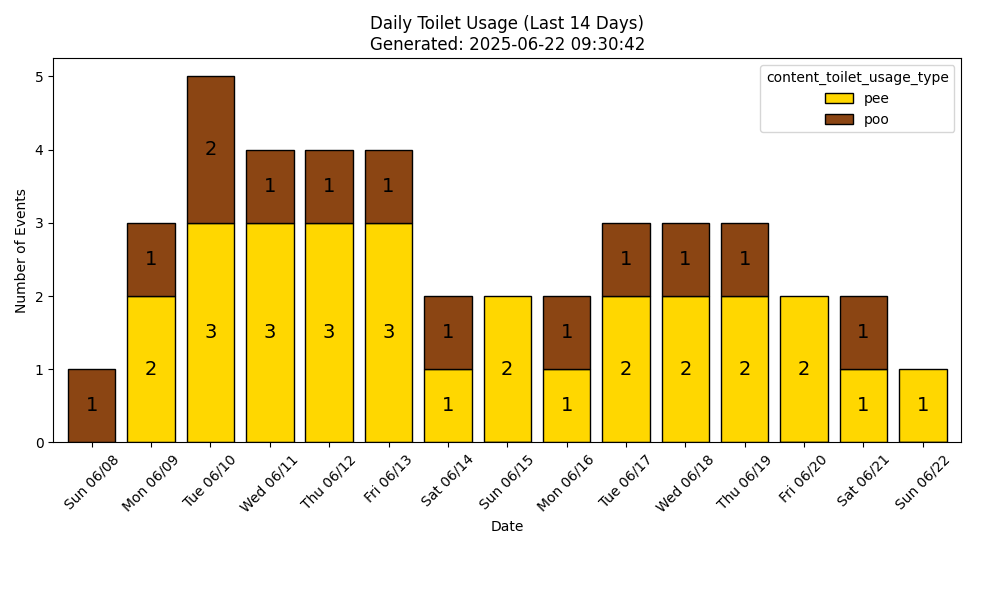 Daily Toilet Usage (Last 14 Days)
Generated: 2025-06-22 09:30:42
content_toilet_usage_type
pee
poo
Number of Events
5
4
3
2
1
0
1
2
1
3
2
3
1
3
1
3
1
1
1
2
1
1
2
1
2
1
2
1
2
1
1
1
Sun 06/08
Mon 06/09
Tue 06/10
Wed 06/11
Thu 06/12
Fri 06/13
Sat 06/14
Sun 06/15
Mon 06/16
Tue 06/17
Wed 06/18
Thu 06/19
Fri 06/20
Sat 06/21
Sun 06/22
Date